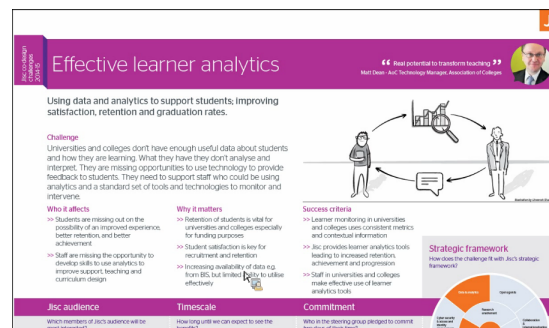 Jis
Jisc co-design
challenges
2014-15
Effective learner analytics
“ Real potential to transform teaching ”
Matt Dean - AoC Technology Manager, Association of Colleges
Using data and analytics to support students; improving
satisfaction, retention and graduation rates.
Challenge
Universities and colleges don't have enough useful data about students
and how they are learning. What they have they don't analyse and
interpret. They are missing opportunities to use technology to provide
feedback to students. They need to support staff who could be using
analytics and a standard set of tools and technologies to monitor and
intervene.
Who it affects
>> Students are missing out on the
possibility of an improved experience,
better retention, and better
achievement
>> Staff are missing the opportunity to
develop skills to use analytics to
improve support, teaching and
curriculum design
Why it matters
>> Retention of students is vital for
universities and colleges especially
for funding purposes
>> Student satisfaction is key for
recruitment and retention
>> Increasing availability of data e.g.
from BIS, but limited ability to utilise
effectively
Success criteria
>> Learner monitoring in universities
and colleges uses consistent metrics
and contextual information
>> Jisc provide learner analytics tools
leading to increased retention,
achievement and progression
>> Staff in universities and colleges
make effective use of learner
analytics tools
Strategic framework
How does the challenge fit with Jisc's strategic
framework?
Jisc audience
Which members of Jisc's audience will be
Timescale
How long until we can expect to see the
Commitment
Who in the steering group pledged to commit